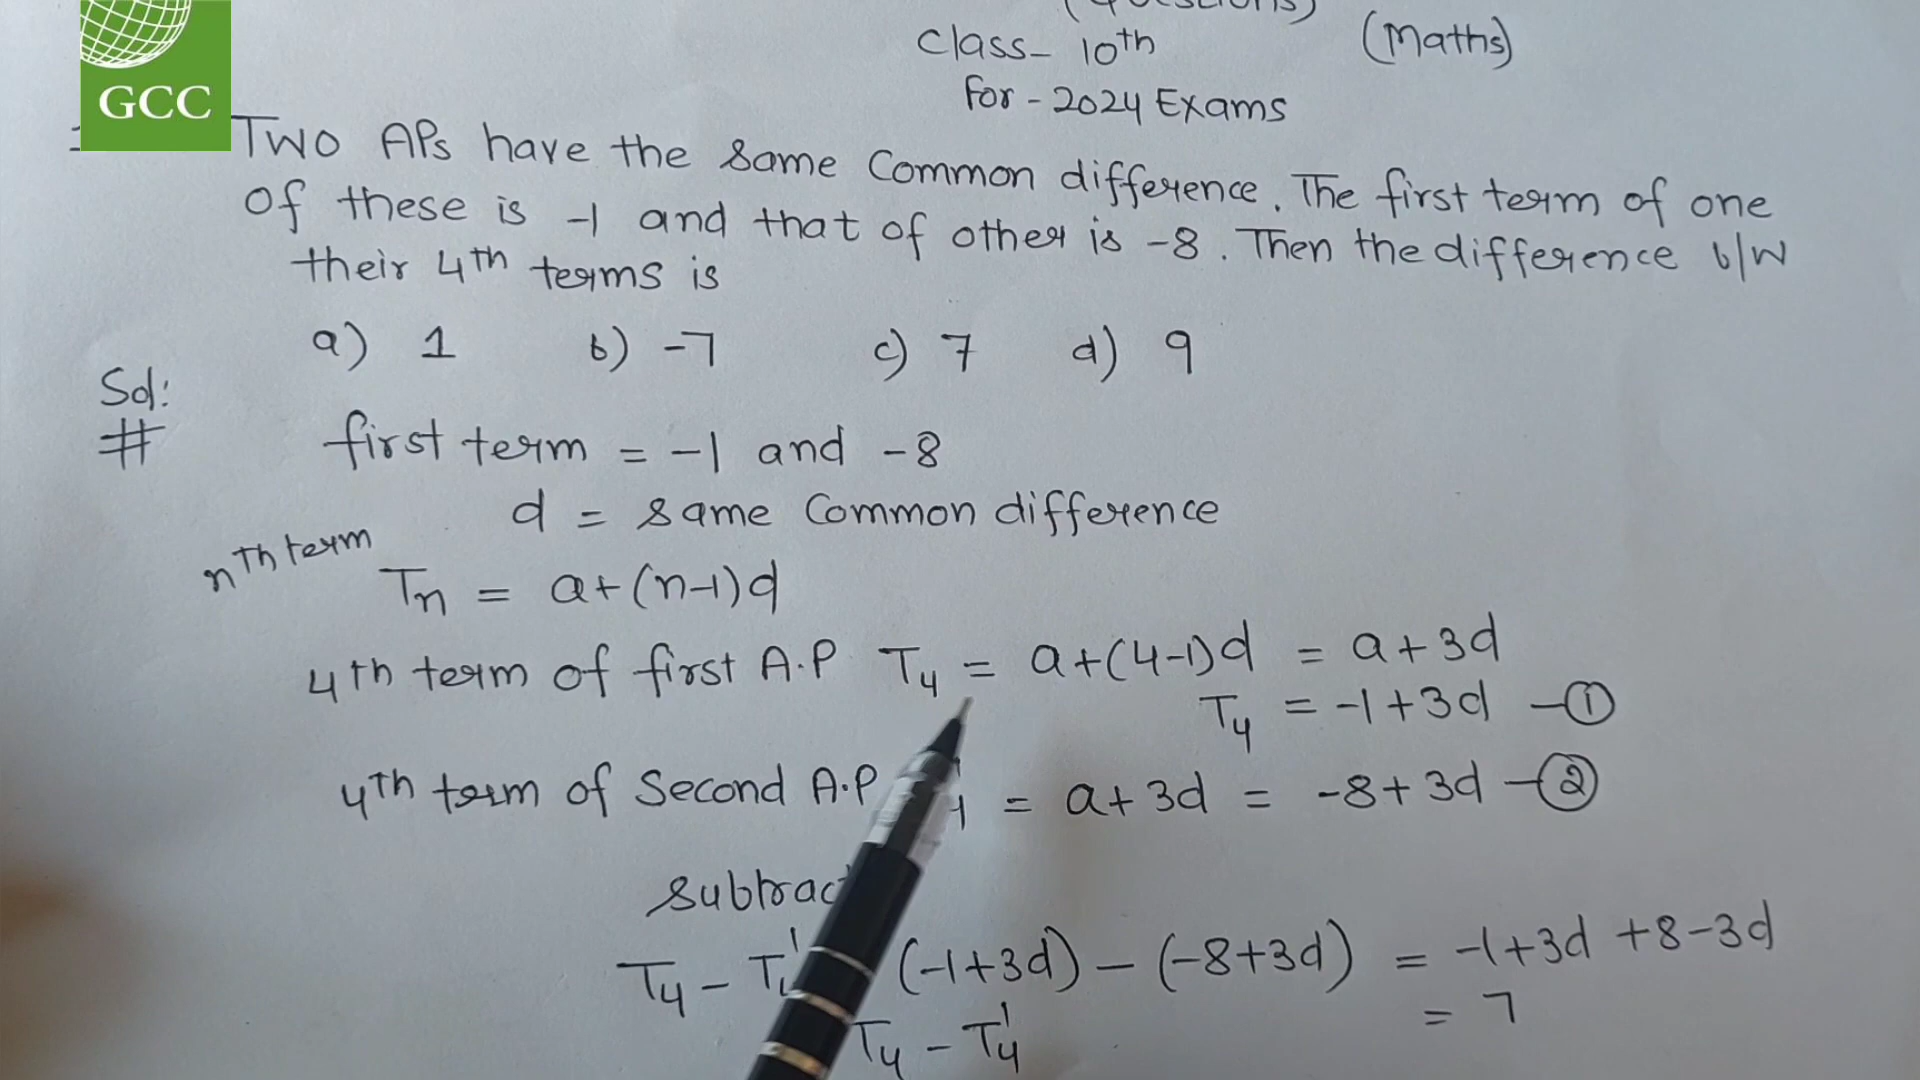 (Questions)
Class- 10th (Maths)
For - 2024 Exams
GCC
Two APs have the same Common difference. The first term of one
of these is -1 and that of other is -8. Then the difference b/w
their 4th terms is
a) 1 b) -7 c) 7 d) 9
Sol:
#
first term = -1 and -8
d = same Common difference
nth term
Tn = a+(n-1)d
4th term of first A.P T4 = a+(4-1)d = a+3d
T4 = -1+3d -①
4th term of Second A.P = a+3d = -8+3d -②
subtract
T4 - T4' (-1+3d) - (-8+3d) = -1+3d +8-3d
T4 - T4' = 7